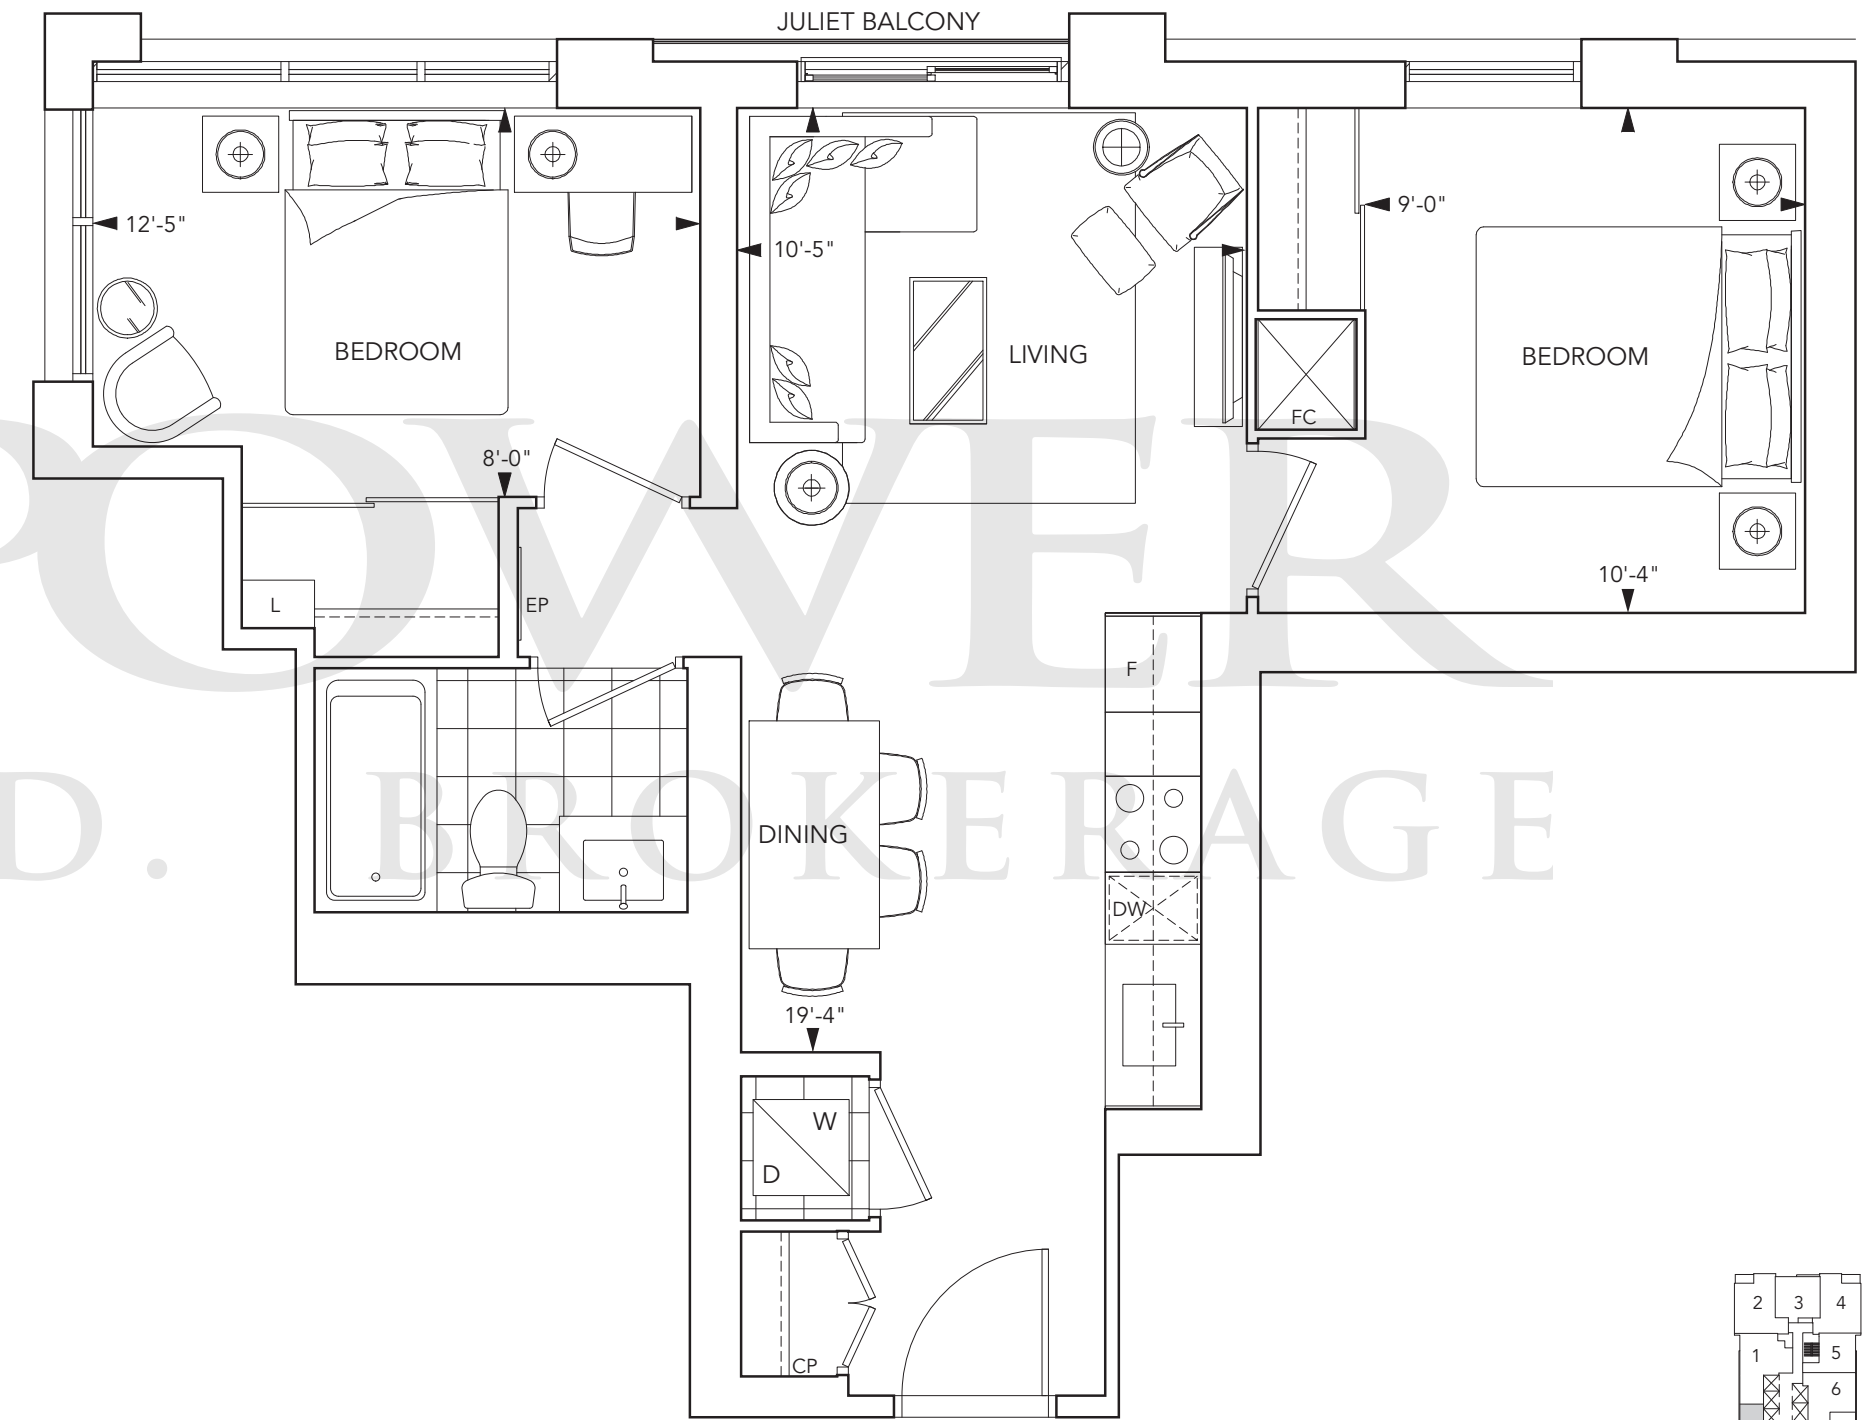 JULIET BALCONY
12'-5"
10'-5"
9'-0"
BEDROOM
LIVING
BEDROOM
FC
8'-0"
10'-4"
L
EP
F
POWER
DINING
D. BROKERAGE
DW
19'-4"
W
D
CP
2 3 4
1 5
6